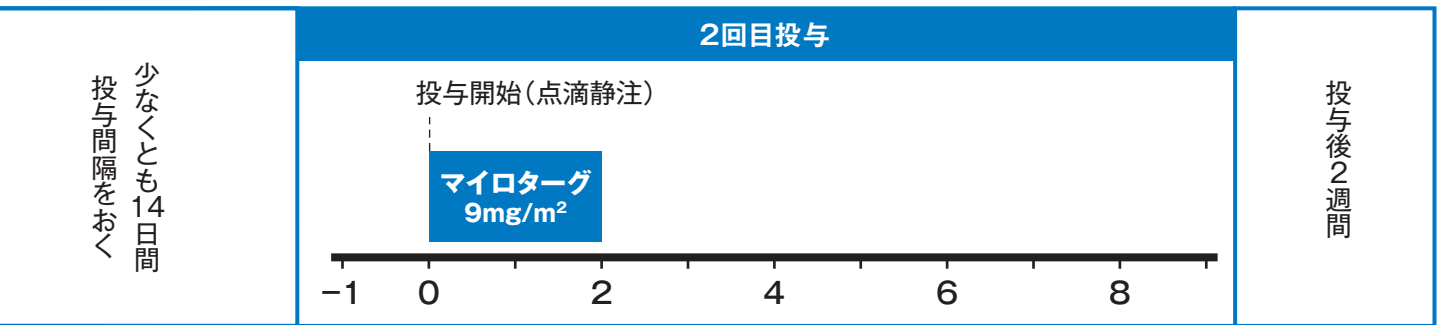 少なくとも14日間
投与間隔をおく
2回目投与
投与開始（点滴静注）
マイロターグ
9mg/m²
−1 0 2 4 6 8
投与後2週間